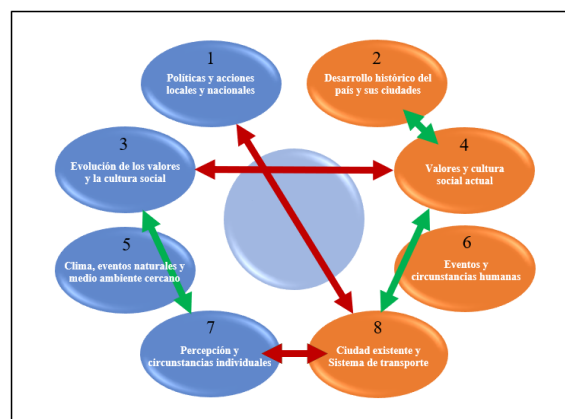 1
Políticas y acciones
locales y nacionales
2
Desarrollo histórico del
país y sus ciudades
3
Evolución de los valores
y la cultura social
4
Valores y cultura
social actual
5
Clima, eventos naturales y
medio ambiente cercano
6
Eventos y
circunstancias humanas
7
Percepción y
circunstancias individuales
8
Ciudad existente y
Sistema de transporte